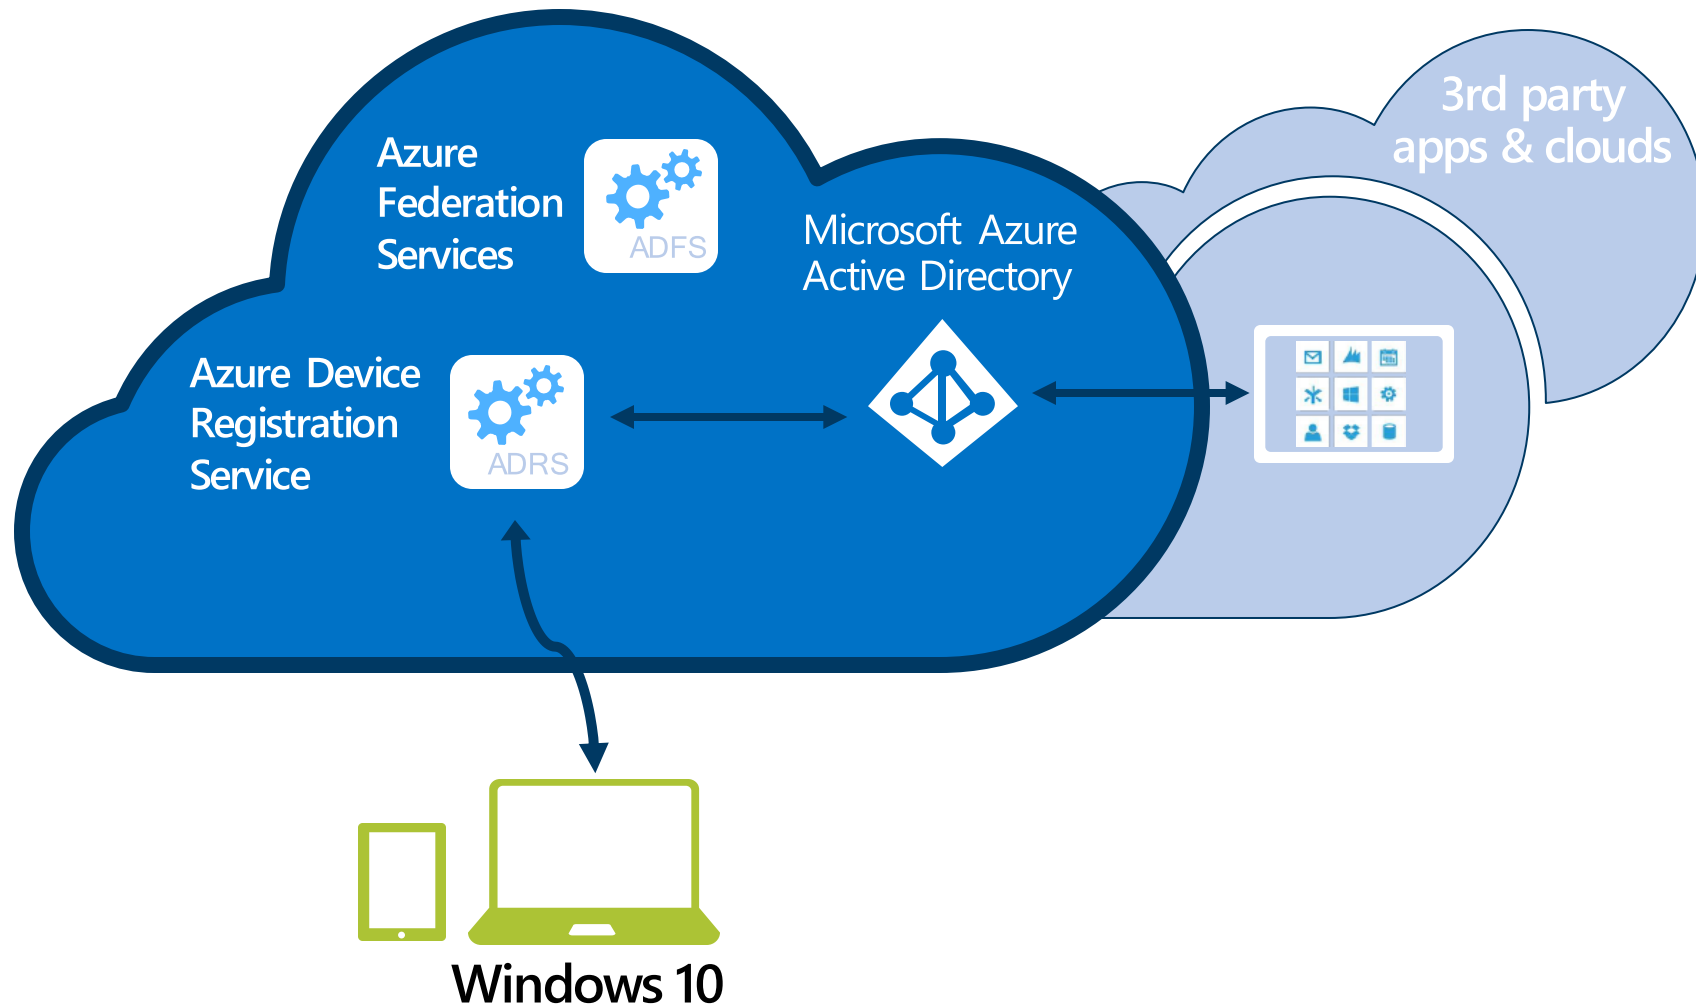 3rd party
apps & clouds
Azure
Federation
Services
ADFS
Microsoft Azure
Active Directory
Azure Device
Registration
Service
ADRS
Windows 10